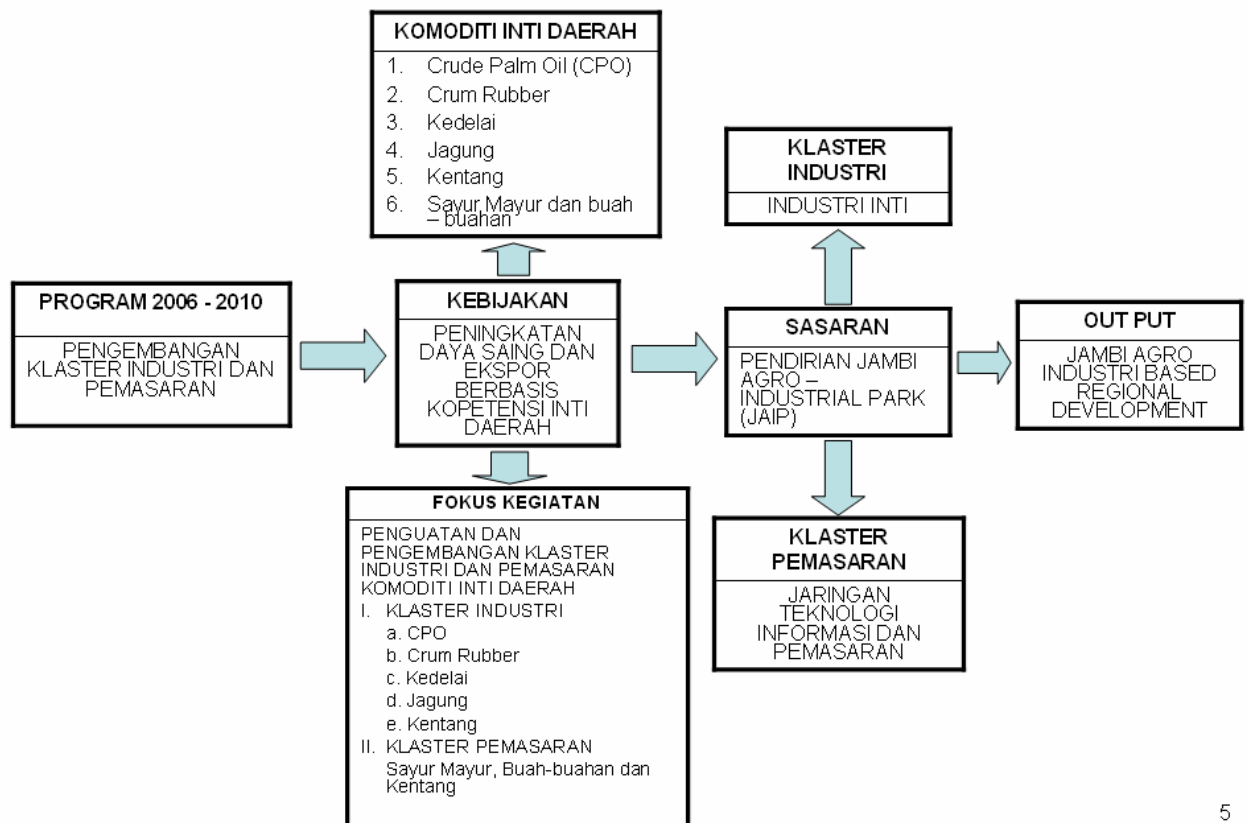 KOMODITI INTI DAERAH
1. Crude Palm Oil (CPO)
2. Crum Rubber
3. Kedelai
4. Jagung
5. Kentang
6. Sayur Mayur dan buah
– buahan
KLASTER
INDUSTRI
INDUSTRI INTI
PROGRAM 2006 - 2010
PENGEMBANGAN
KLASTER INDUSTRI DAN
PEMASARAN
KEBIJAKAN
PENINGKATAN
DAYA SAING DAN
EKSPOR
BERBASIS
KOPETENSI INTI
DAERAH
SASARAN
PENDIRIAN JAMBI
AGRO –
INDUSTRIAL PARK
(JAIP)
OUT PUT
JAMBI AGRO
INDUSTRI BASED
REGIONAL
DEVELOPMENT
FOKUS KEGIATAN
PENGUATAN DAN
PENGEMBANGAN KLASTER
INDUSTRI DAN PEMASARAN
KOMODITI INTI DAERAH
I. KLASTER INDUSTRI
a. CPO
b. Crum Rubber
c. Kedelai
d. Jagung
e. Kentang
II. KLASTER PEMASARAN
Sayur Mayur, Buah-buahan dan
Kentang
KLASTER
PEMASARAN
JARINGAN
TEKNOLOGI
INFORMASI DAN
PEMASARAN
5